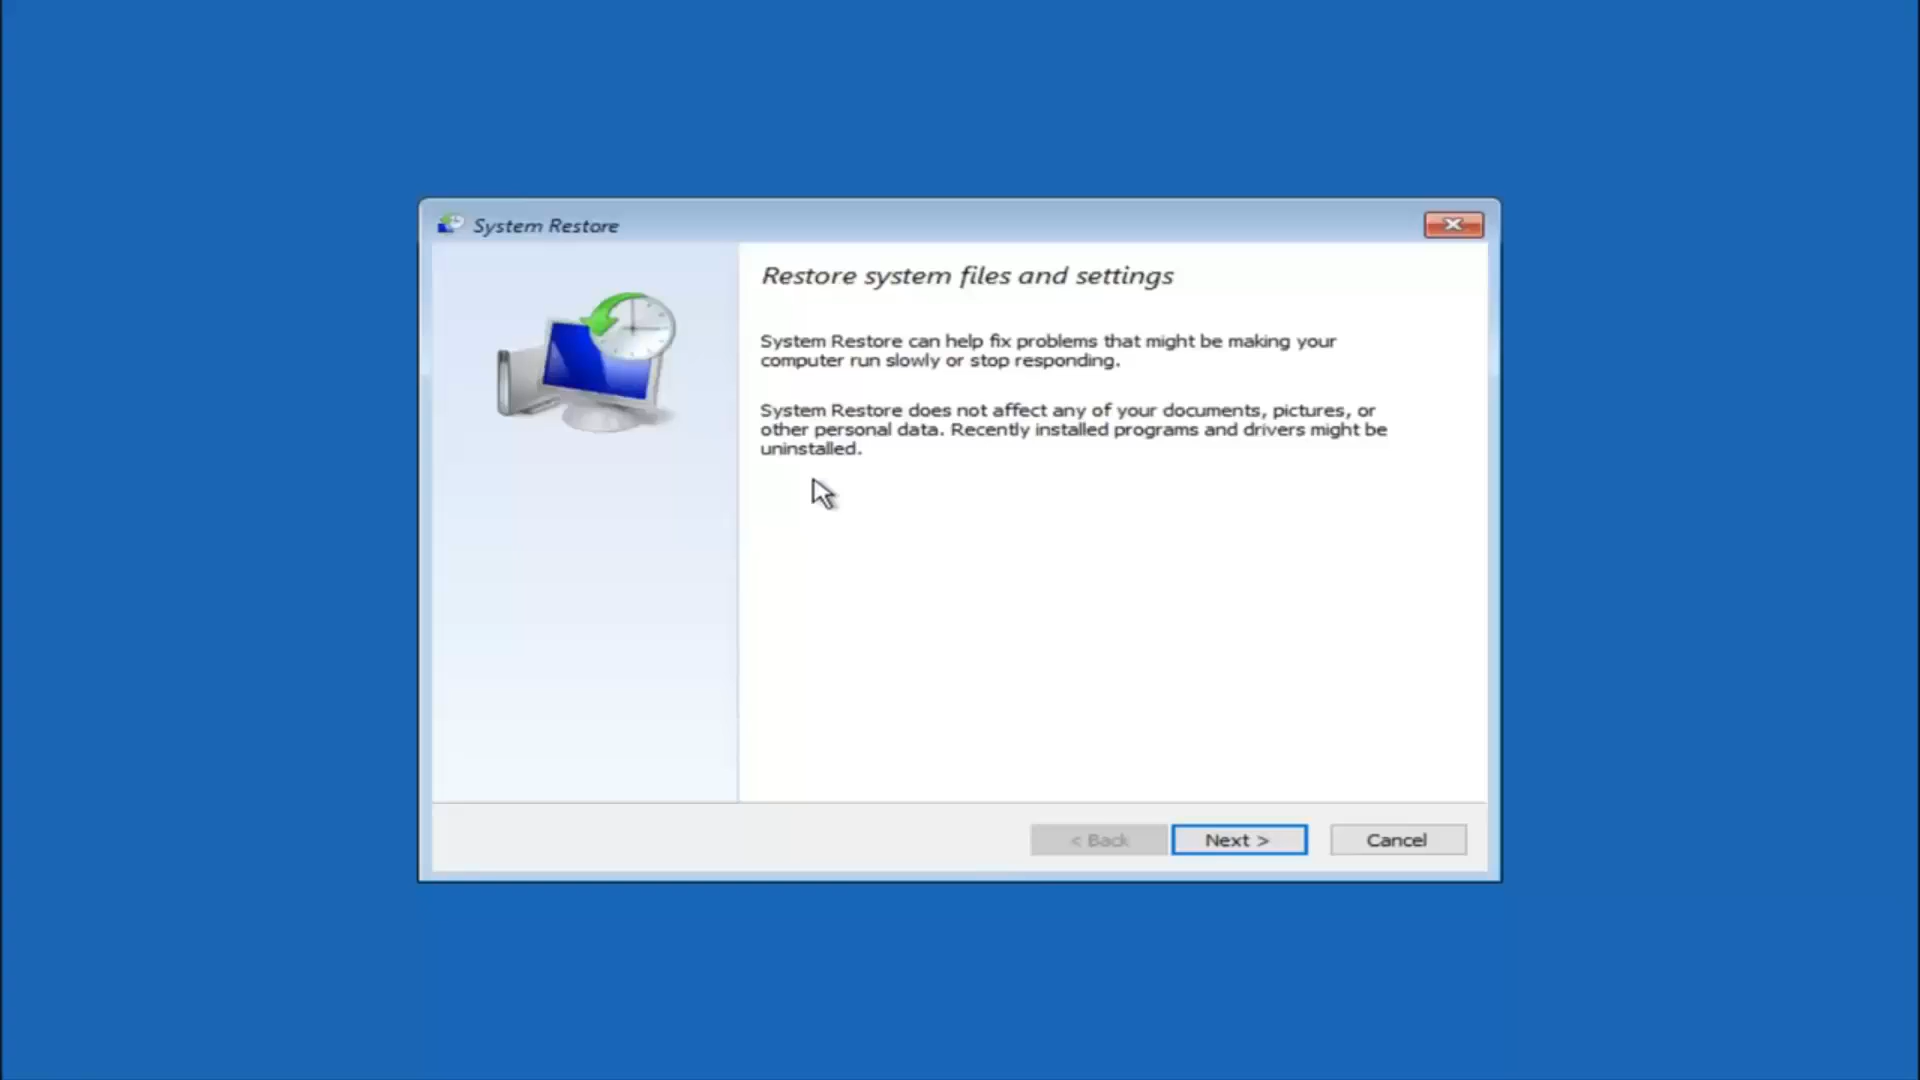 System Restore
Restore system files and settings
System Restore can help fix problems that might be making your
computer run slowly or stop responding.
System Restore does not affect any of your documents, pictures, or
other personal data. Recently installed programs and drivers might be
uninstalled.
< Back
Next >
Cancel